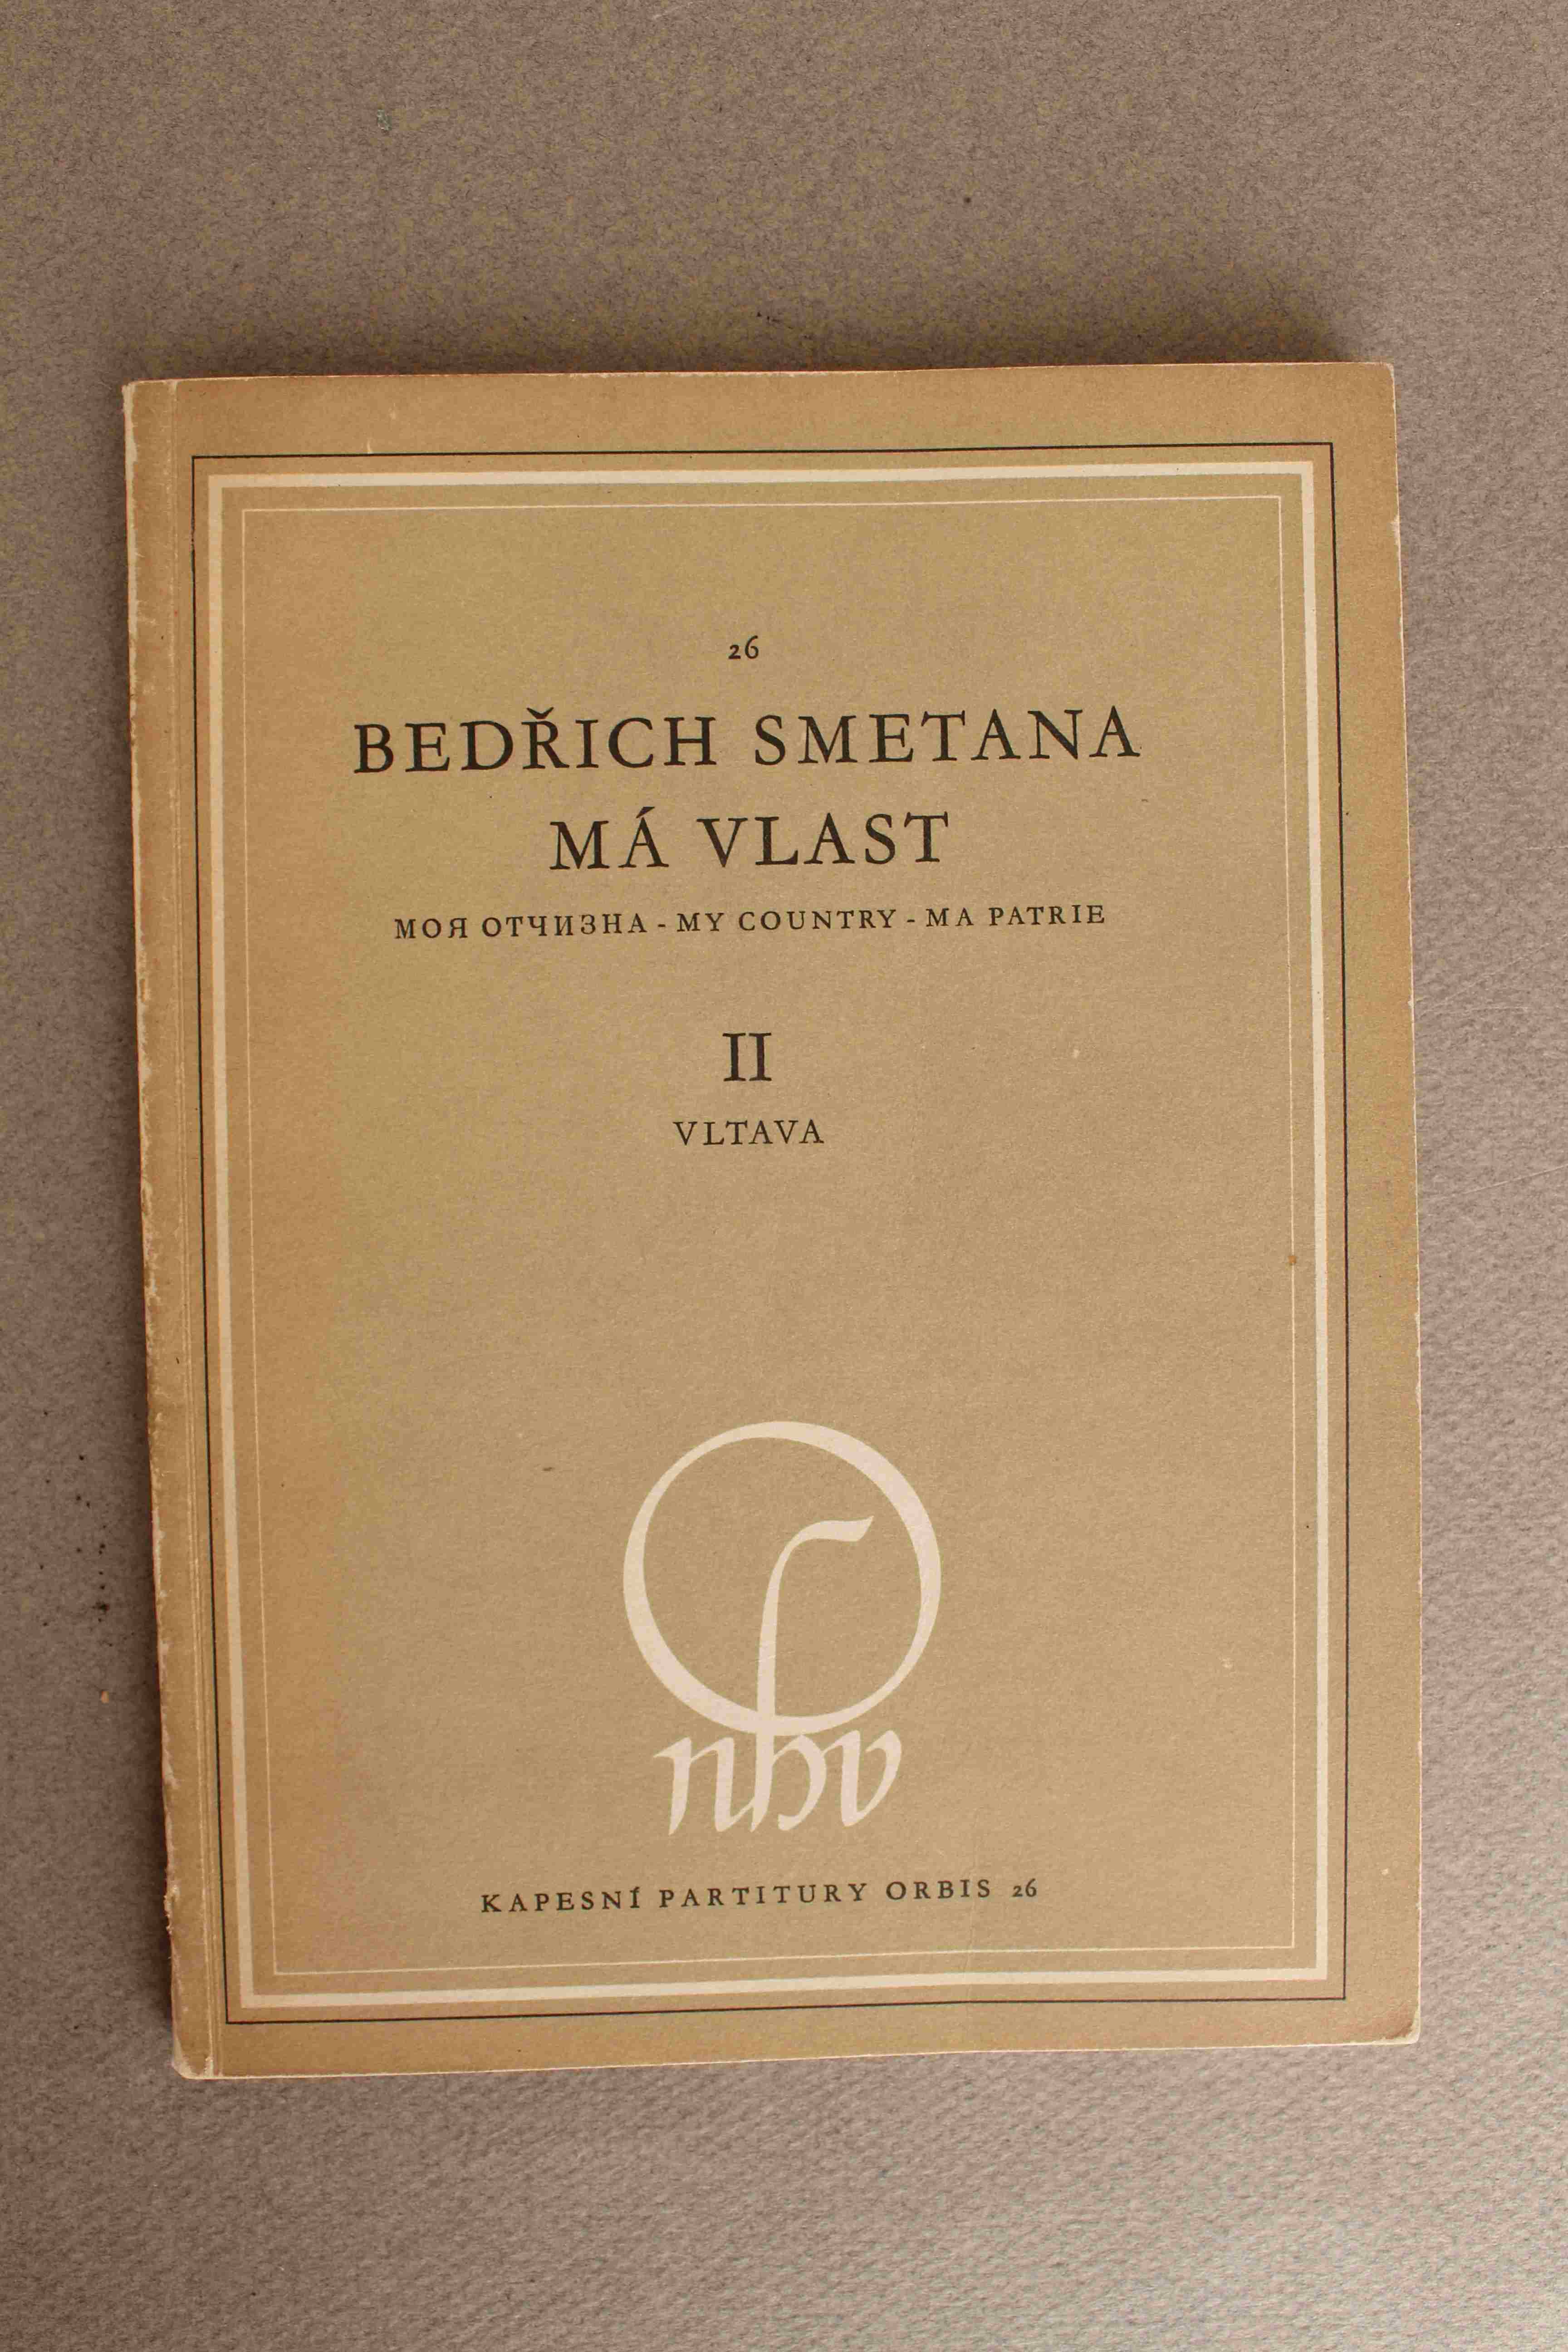 26
BEDŘICH SMETANA
MÁ VLAST
МОЯ ОТЧИЗНА - MY COUNTRY - MA PATRIE
II
VLTAVA
nhv
KAPESNÍ PARTITURY ORBIS 26